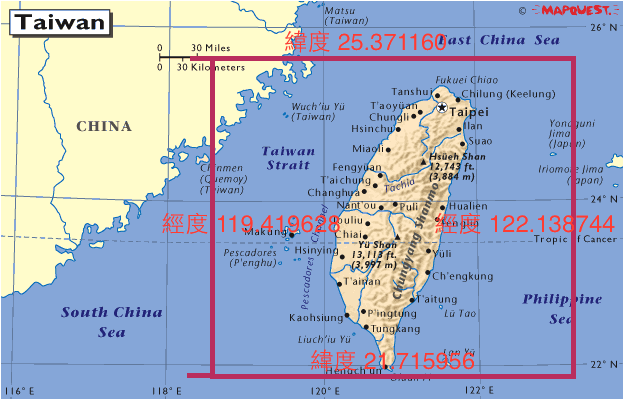 Taiwan
Matsu
(Taiwan)
© MAPQUEST.
26° N
緯度 25.371160
East China Sea
0 30 Miles
0 30 Kilometers
Fukuei Chiao
Tanshui
Chilung (Keelung)
T'aoyüan
Taipei
Chungli
Wuch'iu Yü
(Taiwan)
CHINA
Hsinchu
Ilan
Yonaguni
Jima
(Japan)
Suao
Taiwan
Strait
Miaoli
Hsüeh Shan
12,743 ft.
(3,884 m)
Chinmen
(Quemoy)
(Taiwan)
Fengyüan
Iriomote Jima
(Japan)
T'aichung
Tachia
Changhua
24° N
Nant'ou
Puli
Hualien
經度 119.419628
經度 122.138744
Chungyang Shanmo
Pescadores Channel
Makung
Chiai
Yü Shan
13,113 ft.
(3,997 m)
Tropic of Cancer
Pescadores
(P'enghu)
Hsinying
Yüli
T'ainan
Ch'engkung
South China
Sea
Philippine
Sea
T'aitung
Lü Tao
Kaohsiung
P'ingtung
Tungkang
Liuch'iu Yü
Lan Yü
緯度 21.715956
Hengch'un
22° N
116° E
118° E
120° E
122° E